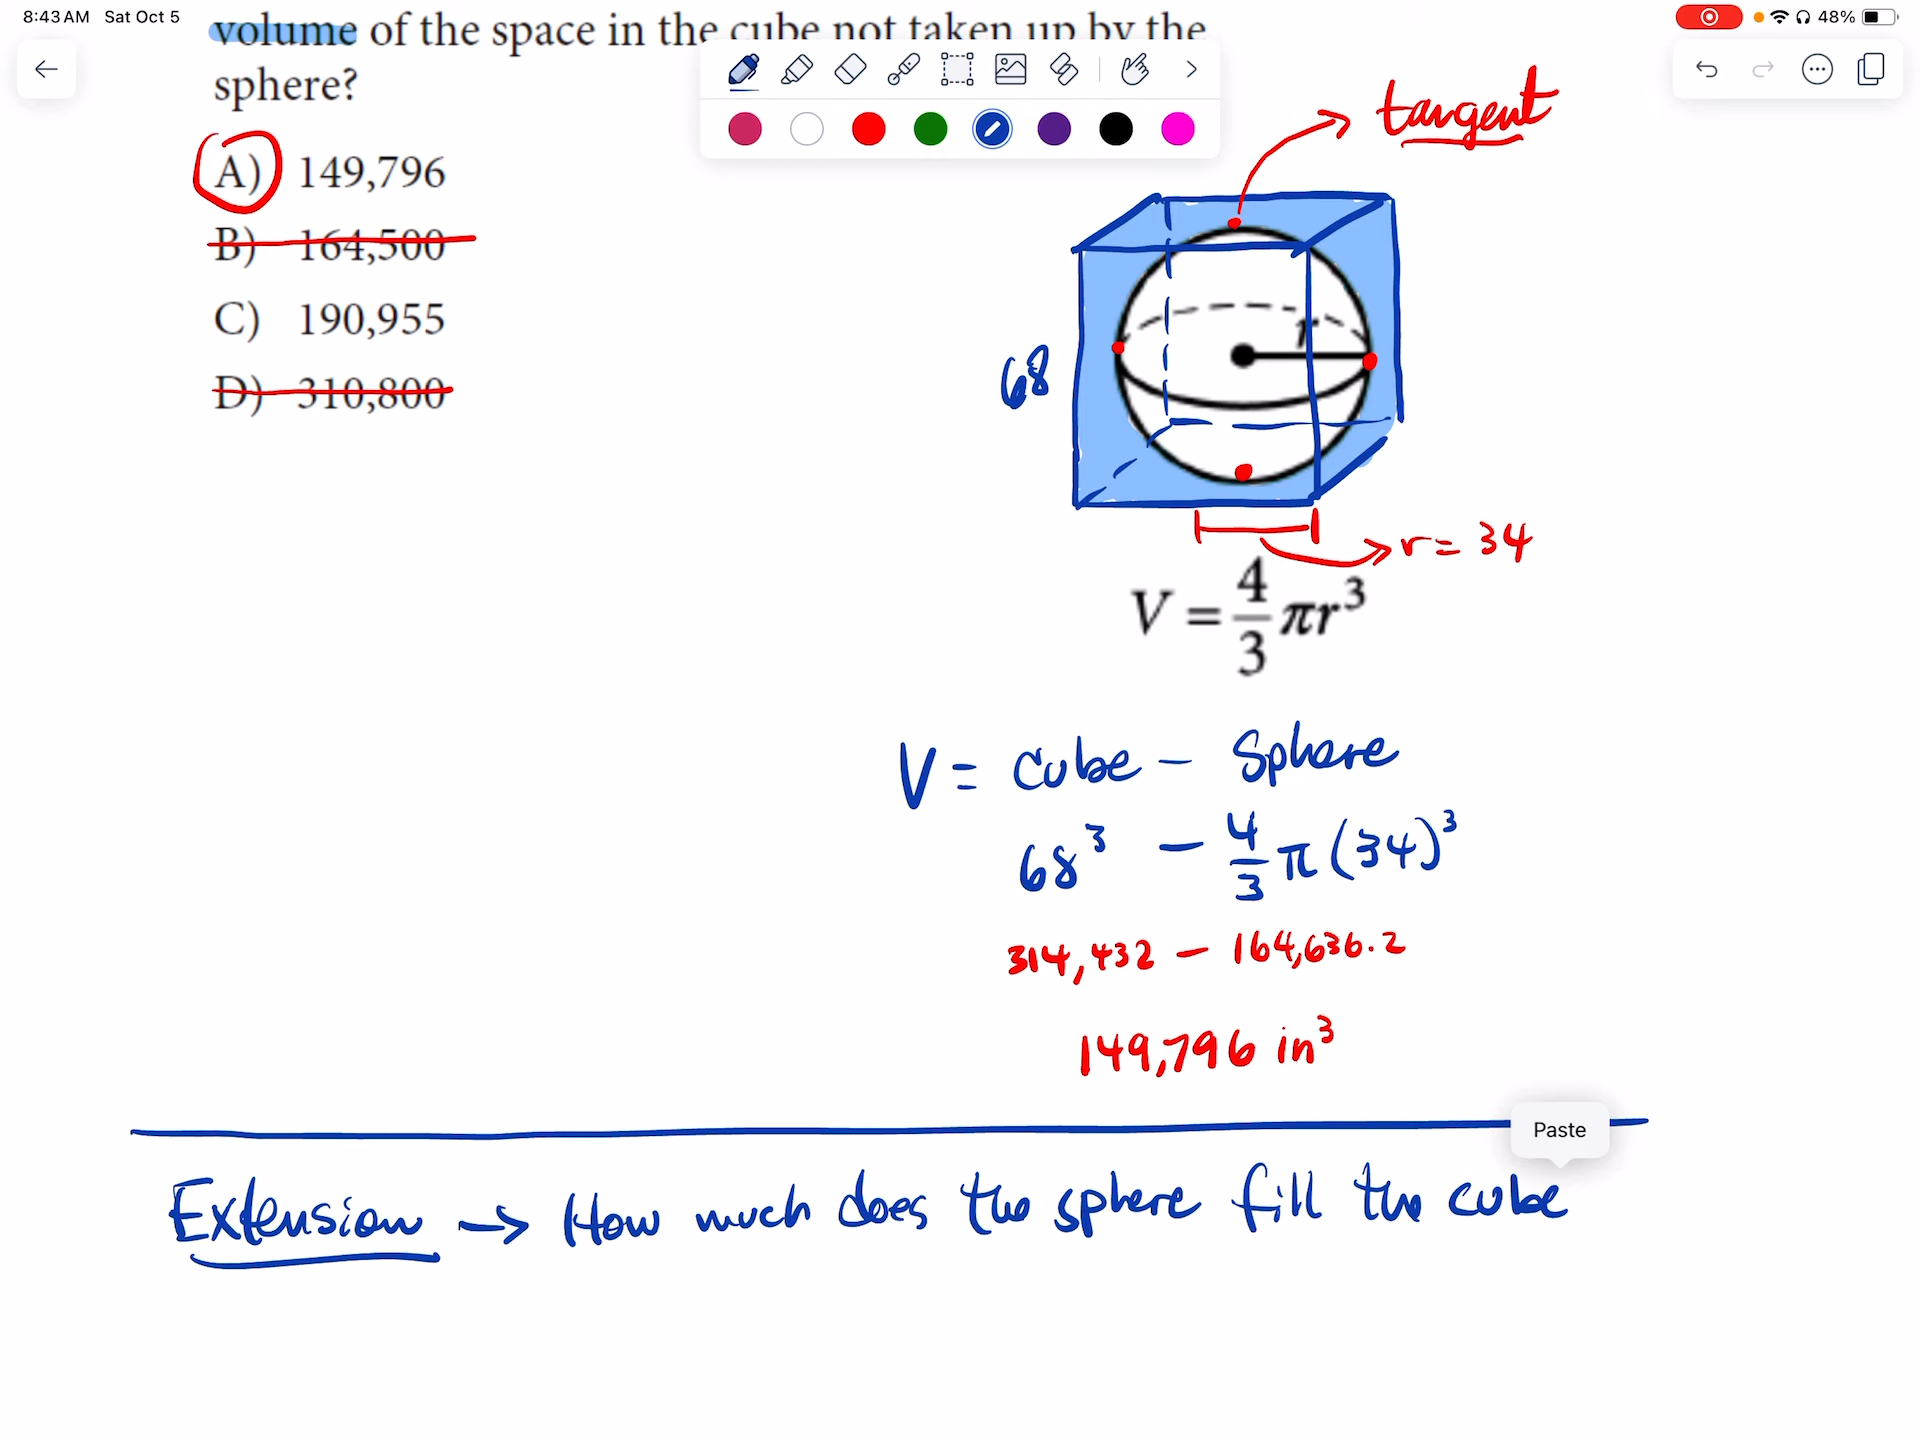 8:43 AM Sat Oct 5
48%
volume of the space in the cube not taken up by the
sphere?
A) 149,796
B) 164,500
C) 190,955
D) 310,800
tangent
r
68
r = 34
V = 4/3 πr³
V = Cube - Sphere
68³ - 4/3 π (34)³
314,432 - 164,636.2
149,796 in³
Paste
Extension → How much does the sphere fill the cube